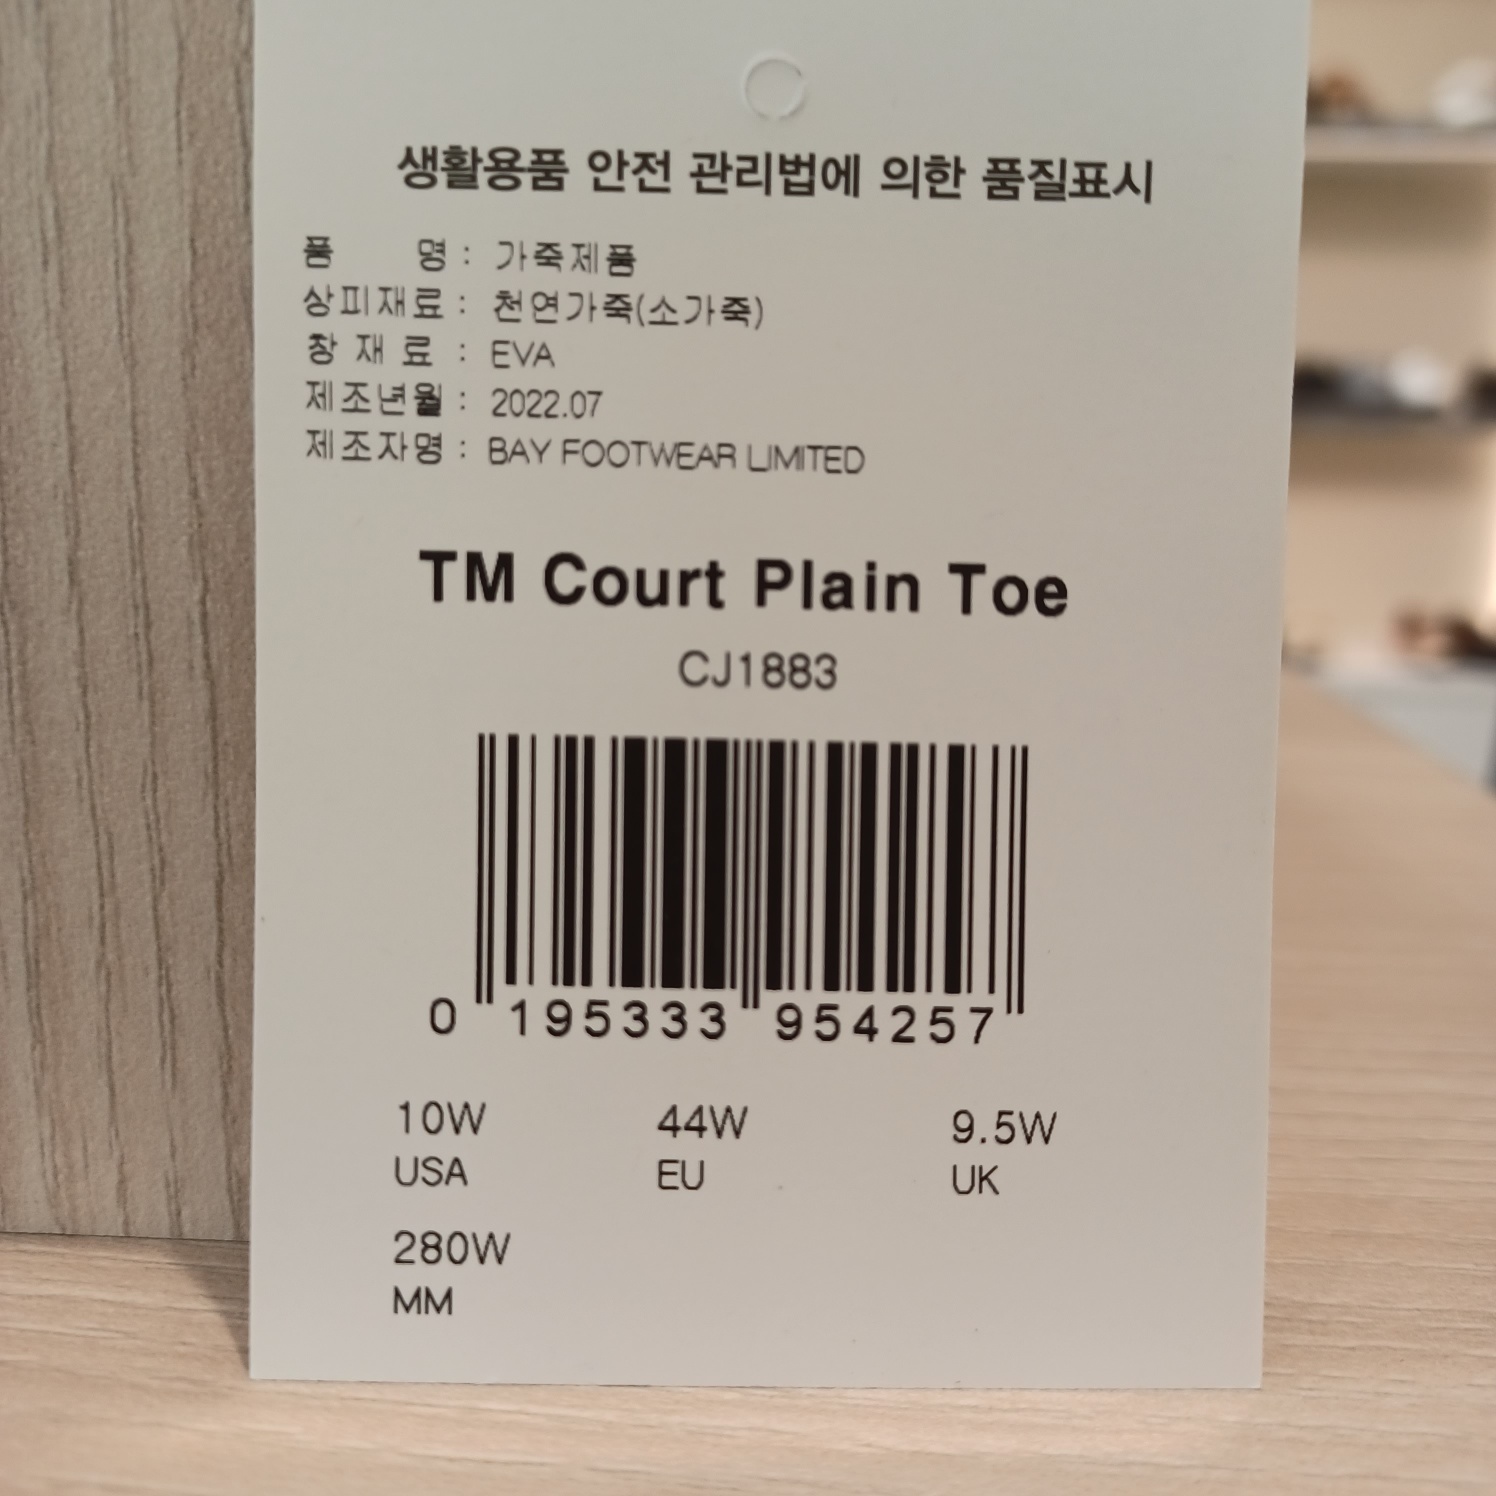 생활용품 안전 관리법에 의한 품질표시
품 명 : 가죽제품
상피재료 : 천연가죽(소가죽)
창 재 료 : EVA
제조년월 : 2022.07
제조자명 : BAY FOOTWEAR LIMITED
TM Court Plain Toe
CJ1883
0 195333 954257
10W 44W 9.5W
USA EU UK
280W
MM